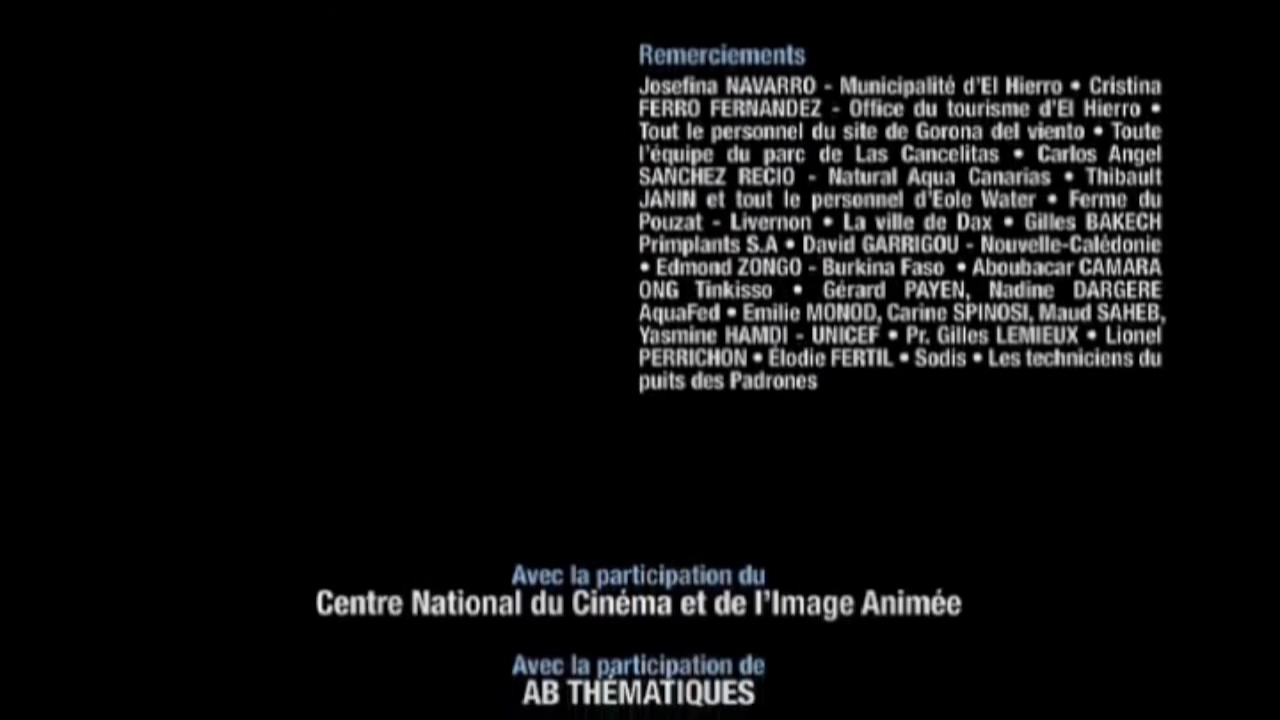 Remerciements
Josefina NAVARRO - Municipalité d'El Hierro • Cristina
FERRO FERNANDEZ - Office du tourisme d'El Hierro •
Tout le personnel du site de Gorona del viento • Toute
l'équipe du parc de Las Cancelitas • Carlos Angel
SANCHEZ RECIO - Natural Aqua Canarias • Thibault
JANIN et tout le personnel d'Eole Water • Ferme du
Pouzat - Livernon • La ville de Dax • Gilles BAKECH
Primplants S.A • David GARRIGOU - Nouvelle-Calédonie
• Edmond ZONGO - Burkina Faso • Aboubacar CAMARA
ONG Tinkisso • Gérard PAYEN, Nadine DARGERE
AquaFed • Emilie MONOD, Carine SPINOSI, Maud SAHEB,
Yasmine HAMDI - UNICEF • Pr. Gilles LEMIEUX • Lionel
PERRICHON • Élodie FERTIL • Sodis • Les techniciens du
puits des Padrones
Avec la participation du
Centre National du Cinéma et de l'Image Animée
Avec la participation de
AB THÉMATIQUES